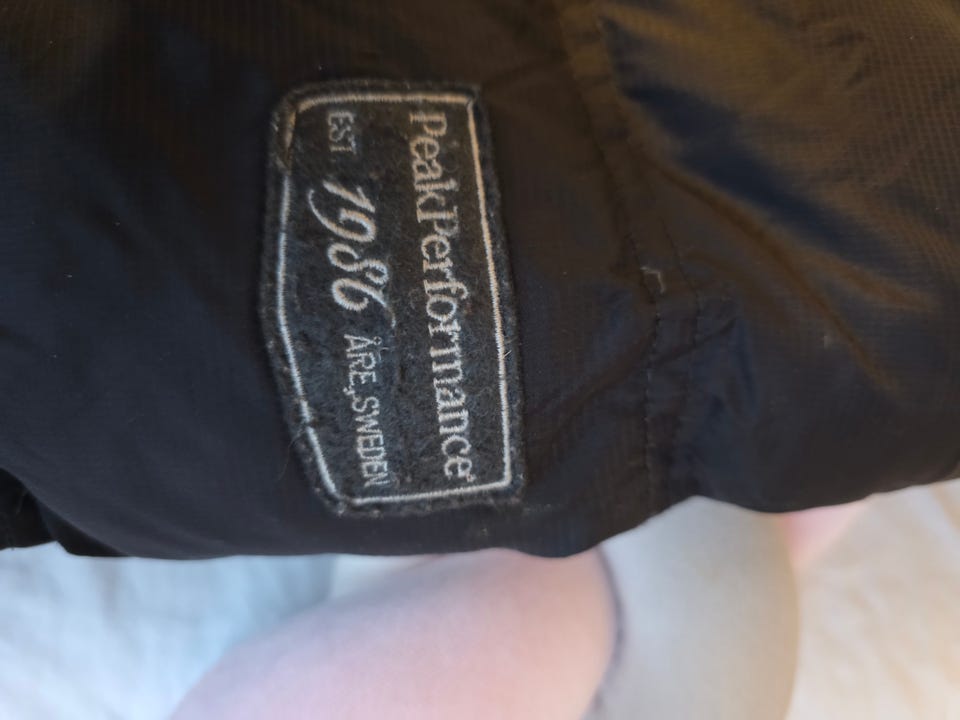 PeakPerformance
EST 1986 ÅRE, SWEDEN